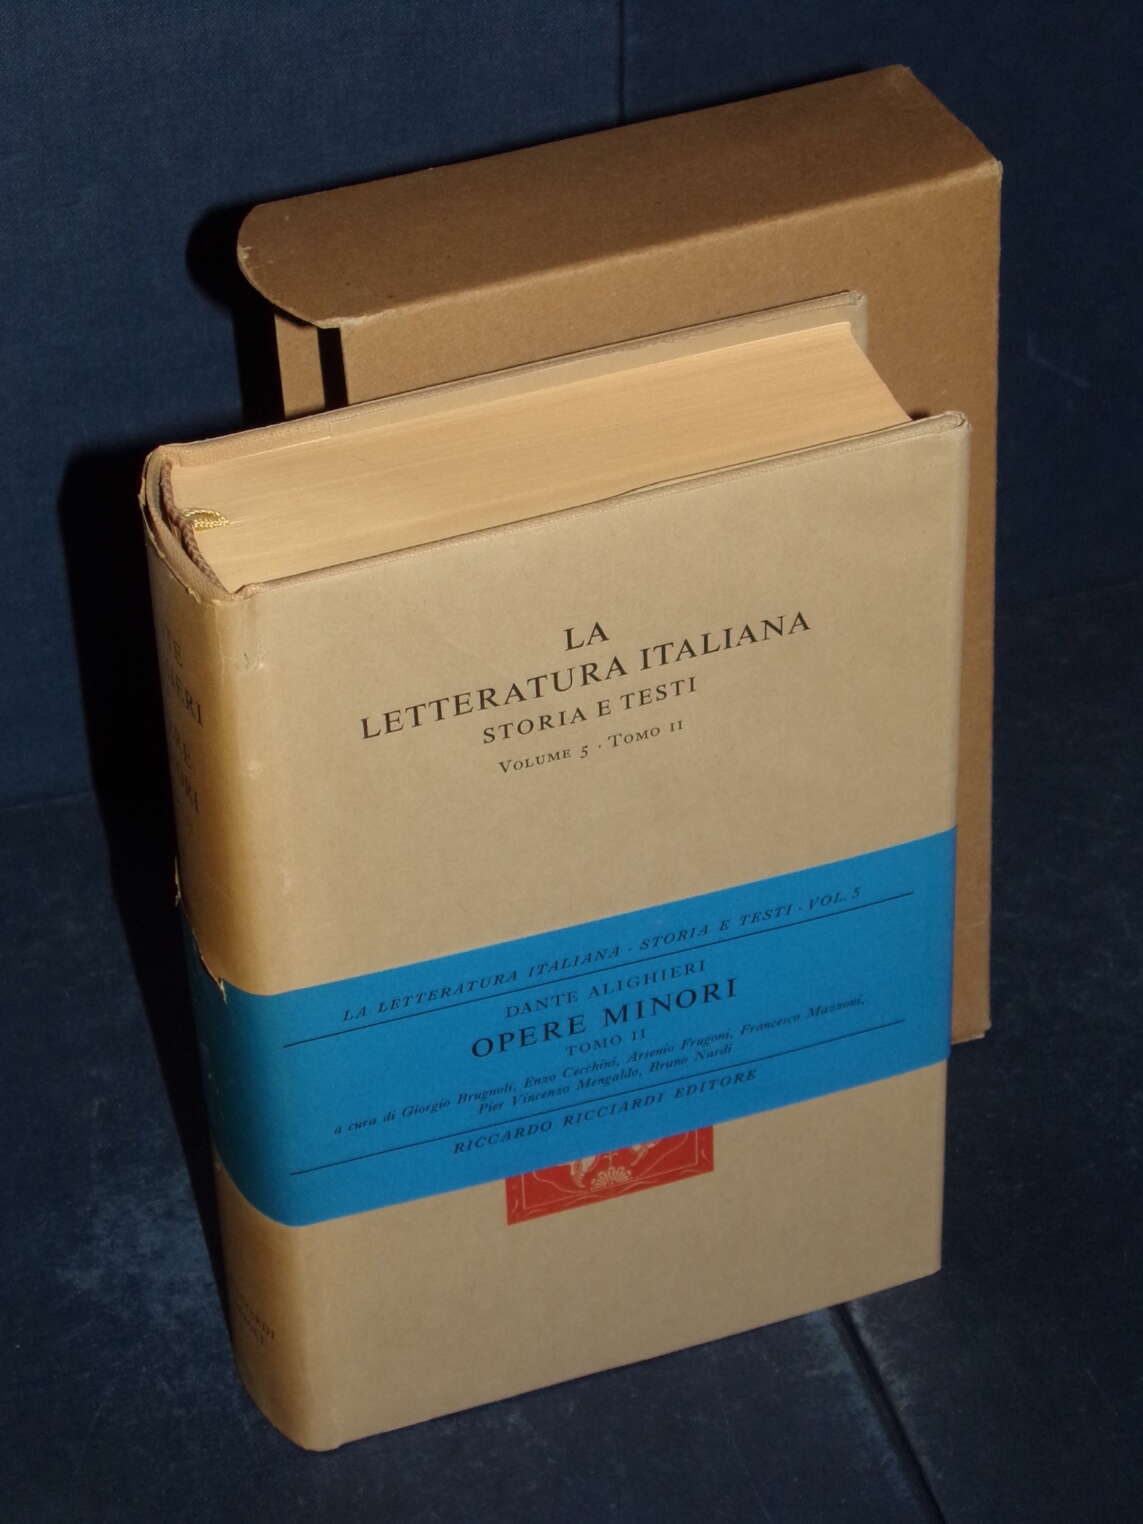 LA
LETTERATURA ITALIANA
STORIA E TESTI
VOLUME 5 · TOMO II
LA LETTERATURA ITALIANA · STORIA E TESTI · VOL. 5
DANTE ALIGHIERI
OPERE MINORI
TOMO II
a cura di Giorgio Brugnoli, Enzo Cecchini, Arsenio Frugoni, Francesco Mazzoni,
Pier Vincenzo Mengaldo, Bruno Nardi
RICCARDO RICCIARDI EDITORE